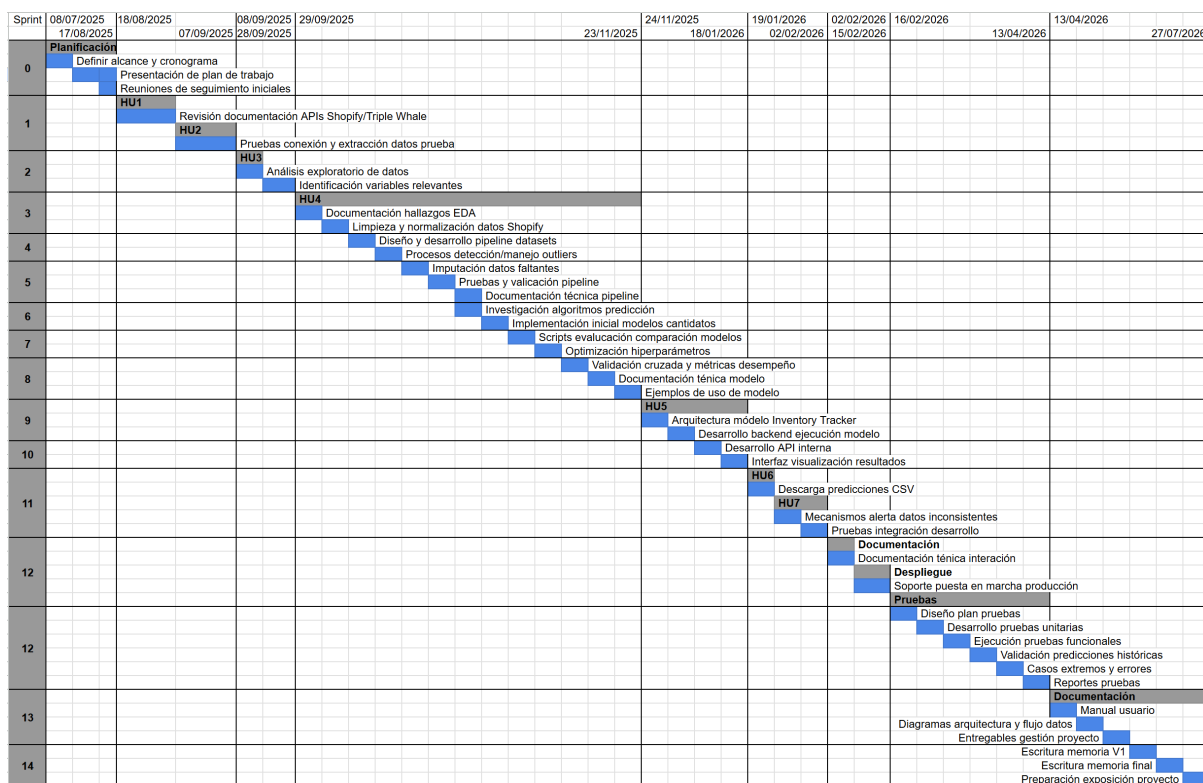 Sprint 08/07/2025 18/08/2025 08/09/2025 29/09/2025 24/11/2025 19/01/2026 02/02/2026 16/02/2026 13/04/2026
17/08/2025 07/09/2025 28/09/2025 23/11/2025 18/01/2026 02/02/2026 15/02/2026 13/04/2026 27/07/2026
Planificación
0 Definir alcance y cronograma
Presentación de plan de trabajo
Reuniones de seguimiento iniciales
HU1
1 Revisión documentación APIs Shopify/Triple Whale
HU2
Pruebas conexión y extracción datos prueba
HU3
2 Análisis exploratorio de datos
Identificación variables relevantes
HU4
3 Documentación hallazgos EDA
Limpieza y normalización datos Shopify
4 Diseño y desarrollo pipeline datasets
Procesos detección/manejo outliers
Imputación datos faltantes
5 Pruebas y valicación pipeline
Documentación técnica pipeline
6 Investigación algoritmos predicción
Implementación inicial modelos cantidatos
7 Scripts evalucación comparación modelos
Optimización hiperparámetros
Validación cruzada y métricas desempeño
8 Documentación ténica modelo
Ejemplos de uso de modelo
HU5
9 Arquitectura módelo Inventory Tracker
Desarrollo backend ejecución modelo
10 Desarrollo API interna
Interfaz visualización resultados
HU6
Descarga predicciones CSV
11 HU7
Mecanismos alerta datos inconsistentes
Pruebas integración desarrollo
Documentación
Documentación ténica interación
12 Despliegue
Soporte puesta en marcha producción
Pruebas
Diseño plan pruebas
Desarrollo pruebas unitarias
12 Ejecución pruebas funcionales
Validación predicciones históricas
Casos extremos y errores
Reportes pruebas
Documentación
13 Manual usuario
Diagramas arquitectura y flujo datos
Entregables gestión proyecto
Escritura memoria V1
14 Escritura memoria final
Preparación exposición proyecto